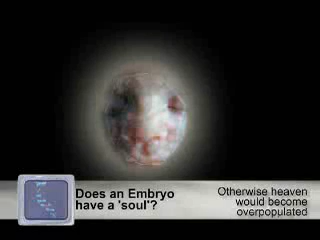 Does an Embryo
have a 'soul'?
Otherwise heaven
would become
overpopulated